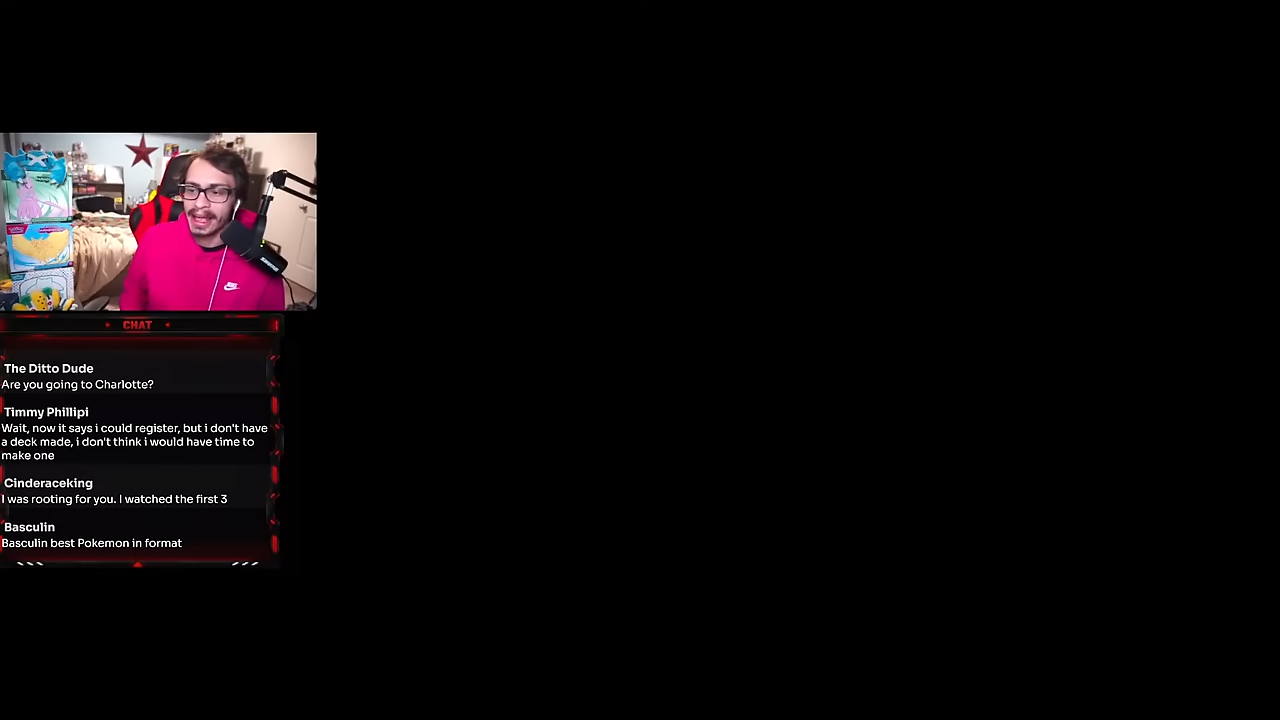 CHAT
The Ditto Dude
Are you going to Charlotte?
Timmy Phillipi
Wait, now it says i could register, but i don't have
a deck made, i don't think i would have time to
make one
Cinderaceking
I was rooting for you. I watched the first 3
Basculin
Basculin best Pokemon in format